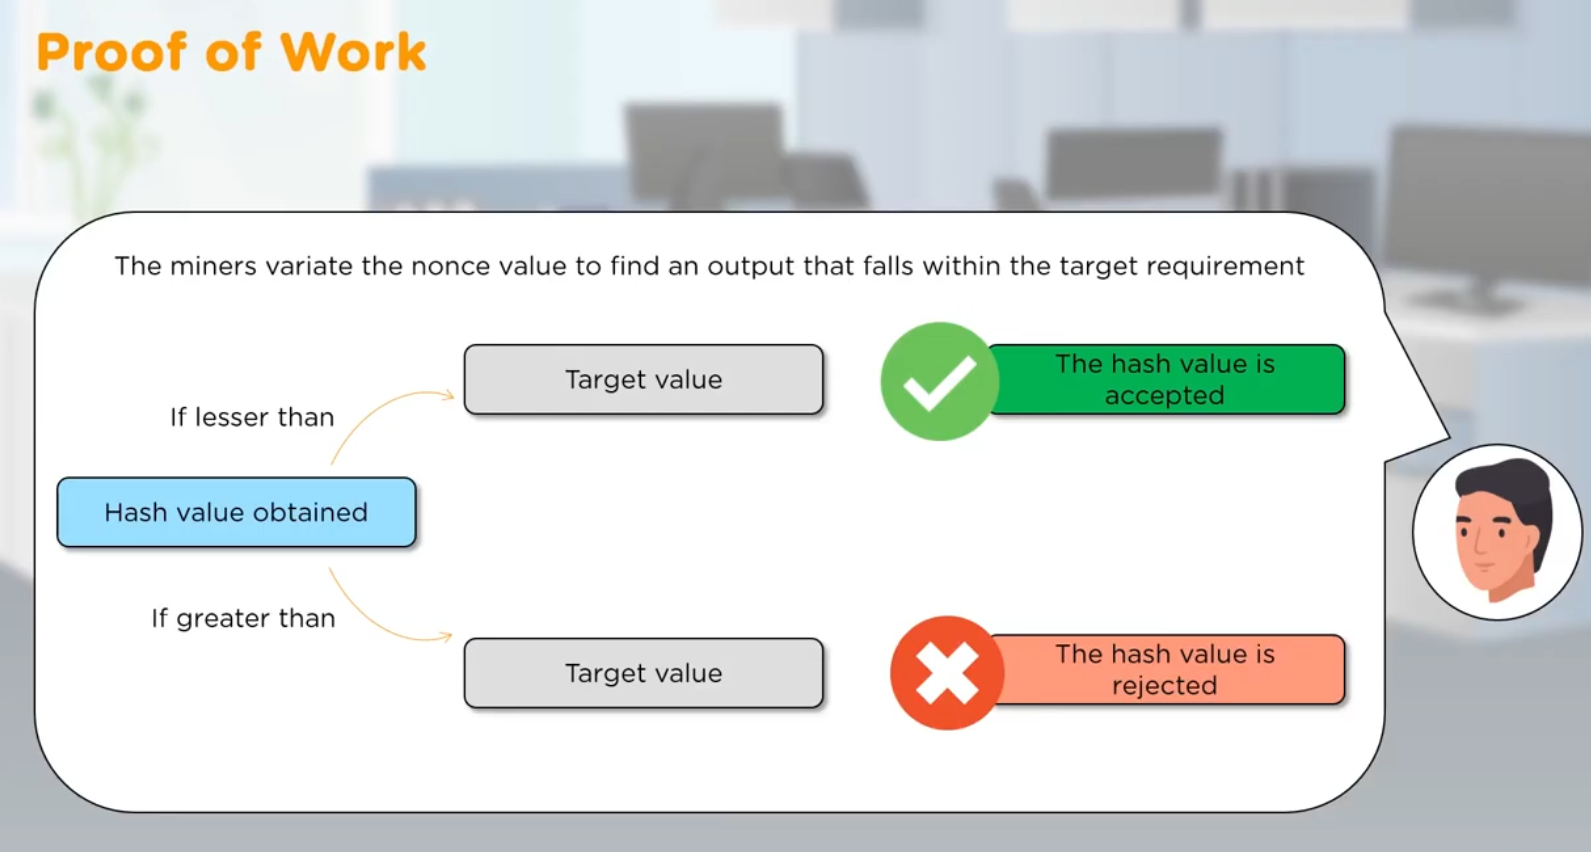 Proof of Work
The miners variate the nonce value to find an output that falls within the target requirement
If lesser than
Target value
The hash value is
accepted
Hash value obtained
If greater than
Target value
The hash value is
rejected